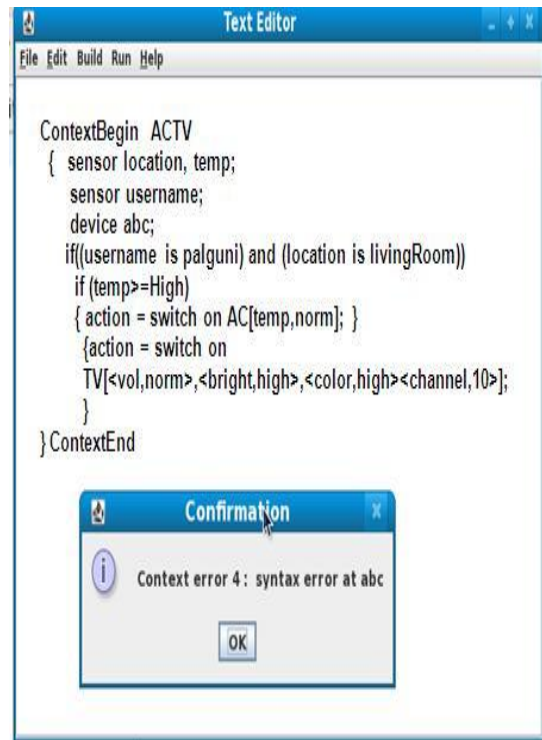 Text Editor
File Edit Build Run Help
ContextBegin ACTV
{ sensor location, temp;
sensor username;
device abc;
if((username is palguni) and (location is livingRoom))
if (temp>=High)
{ action = switch on AC[temp,norm]; }
{action = switch on
TV[<vol,norm>,<bright,high>,<color,high><channel,10>];
}
} ContextEnd
Confirmation
Context error 4 : syntax error at abc
OK